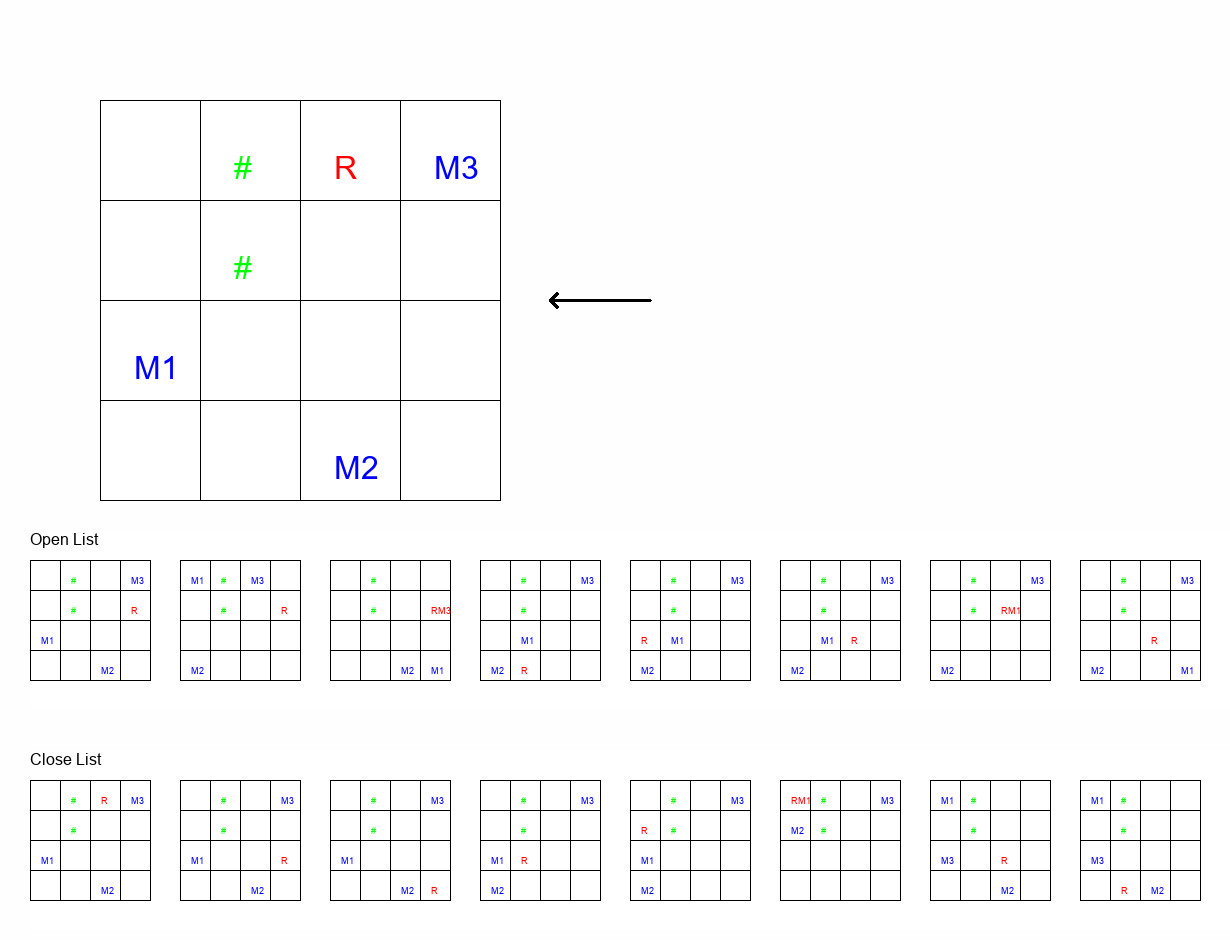 # R M3
#
M1
M2
Open List
# M3 M1 # M3 # # M3 # M3 # M3 # M3 # M3
# R # R # RM3 # # # # RM1 #
M1 M1 R M1 M1 R R
M2 M2 M2 M1 M2 R M2 M2 M2 M2 M1
Close List
# R M3 # M3 # M3 # M3 # M3 RM1 # M3 M1 # M1 #
# # # # R # M2 # # #
M1 M1 R M1 M1 R M1 M3 R M3
M2 M2 M2 R M2 M2 M2 R M2